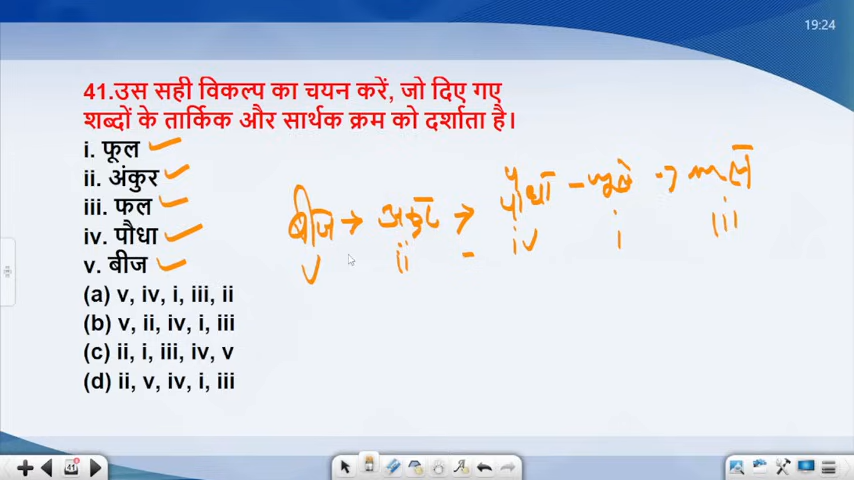 19:24
41.उस सही विकल्प का चयन करें, जो दिए गए
शब्दों के तार्किक और सार्थक क्रम को दर्शाता है।
i. फूल
ii. अंकुर
iii. फल
iv. पौधा
v. बीज
बीज → अंकुर → पौधा - फूल → फल
v ii - iv i iii
(a) v, iv, i, iii, ii
(b) v, ii, iv, i, iii
(c) ii, i, iii, iv, v
(d) ii, v, iv, i, iii
41